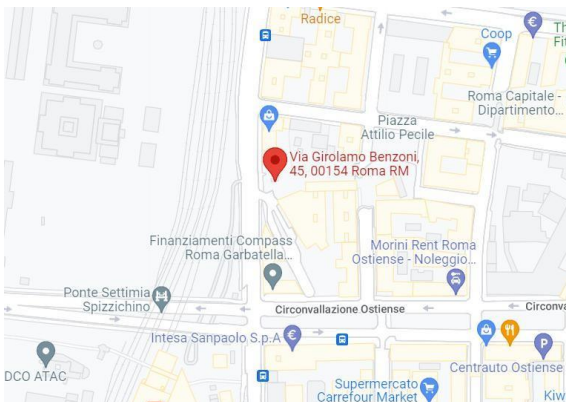 Radice
Coop
Th
Fit
Roma Capitale -
Dipartimento...
Piazza
Attilio Pecile
Via Girolamo Benzoni,
45, 00154 Roma RM
Finanziamenti Compass
Roma Garbatella...
Morini Rent Roma
Ostiense - Noleggio...
Ponte Settimia
Spizzichino
Circonvallazione Ostiense
Circonva
Intesa Sanpaolo S.p.A
DCO ATAC
Centrauto Ostiense
Supermercato
Carrefour Market
Kiw